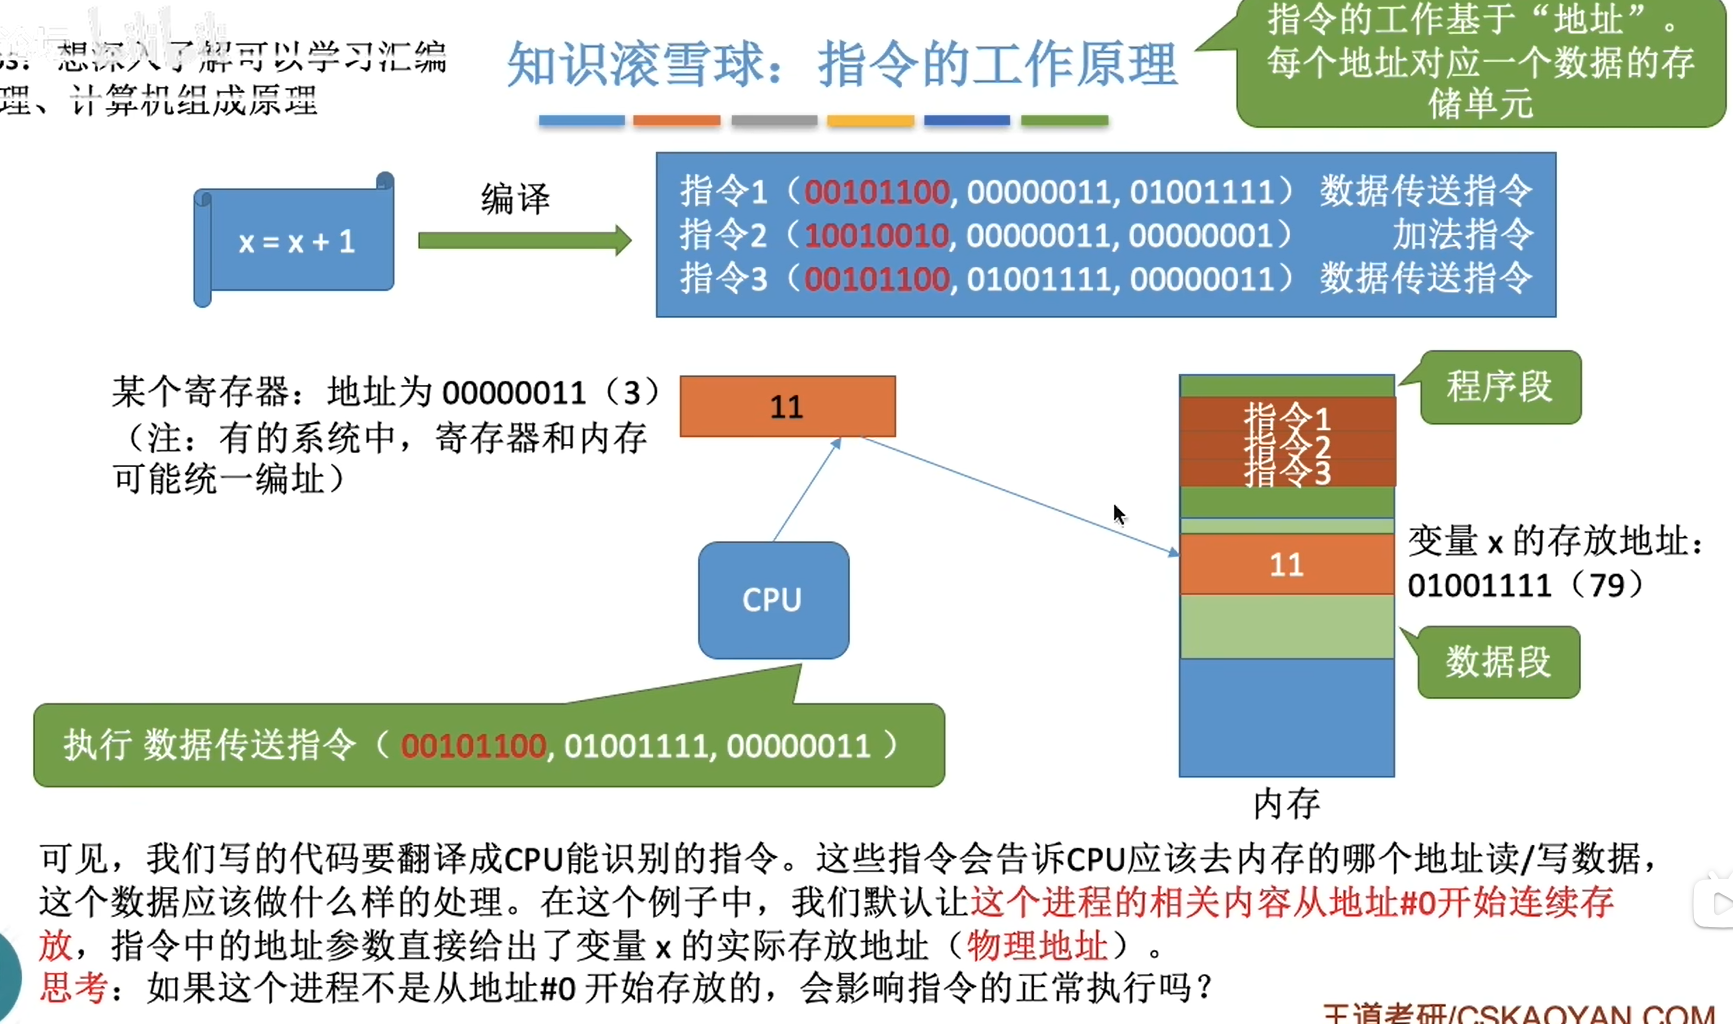 想深入了解可以学习汇编
理、计算机组成原理
知识滚雪球：指令的工作原理
指令的工作基于“地址”。
每个地址对应一个数据的存
储单元
x = x + 1
编译
指令1（00101100, 00000011, 01001111） 数据传送指令
指令2（10010010, 00000011, 00000001） 加法指令
指令3（00101100, 01001111, 00000011） 数据传送指令
某个寄存器：地址为 00000011（3）
（注：有的系统中，寄存器和内存
可能统一编址）
11
CPU
执行 数据传送指令（ 00101100, 01001111, 00000011 ）
程序段
指令1
指令2
指令3
11
变量 x 的存放地址：
01001111（79）
数据段
内存
可见，我们写的代码要翻译成CPU能识别的指令。这些指令会告诉CPU应该去内存的哪个地址读/写数据，
这个数据应该做什么样的处理。在这个例子中，我们默认让这个进程的相关内容从地址#0开始连续存
放，指令中的地址参数直接给出了变量 x 的实际存放地址（物理地址）。
思考：如果这个进程不是从地址#0 开始存放的，会影响指令的正常执行吗？
王道考研/CSKAOYAN.COM